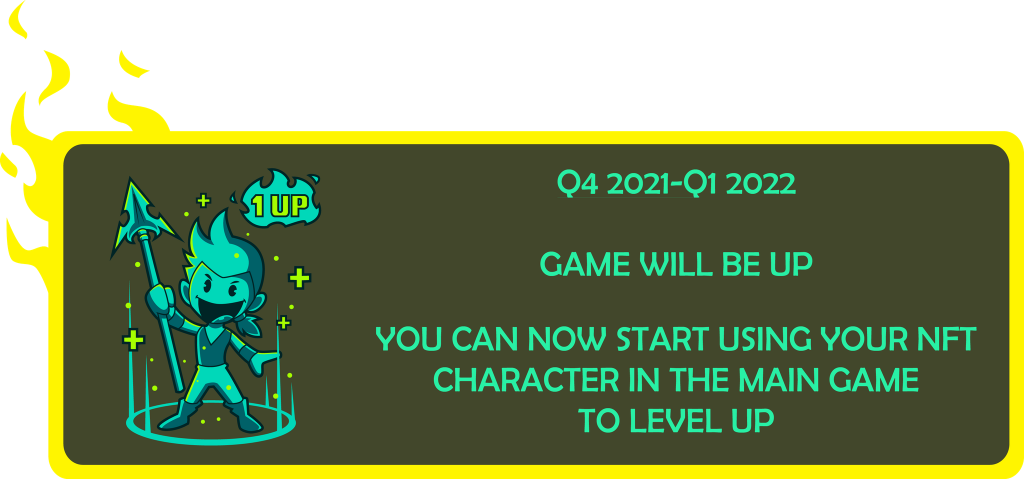 1 UP
Q4 2021-Q1 2022
GAME WILL BE UP
YOU CAN NOW START USING YOUR NFT
CHARACTER IN THE MAIN GAME
TO LEVEL UP